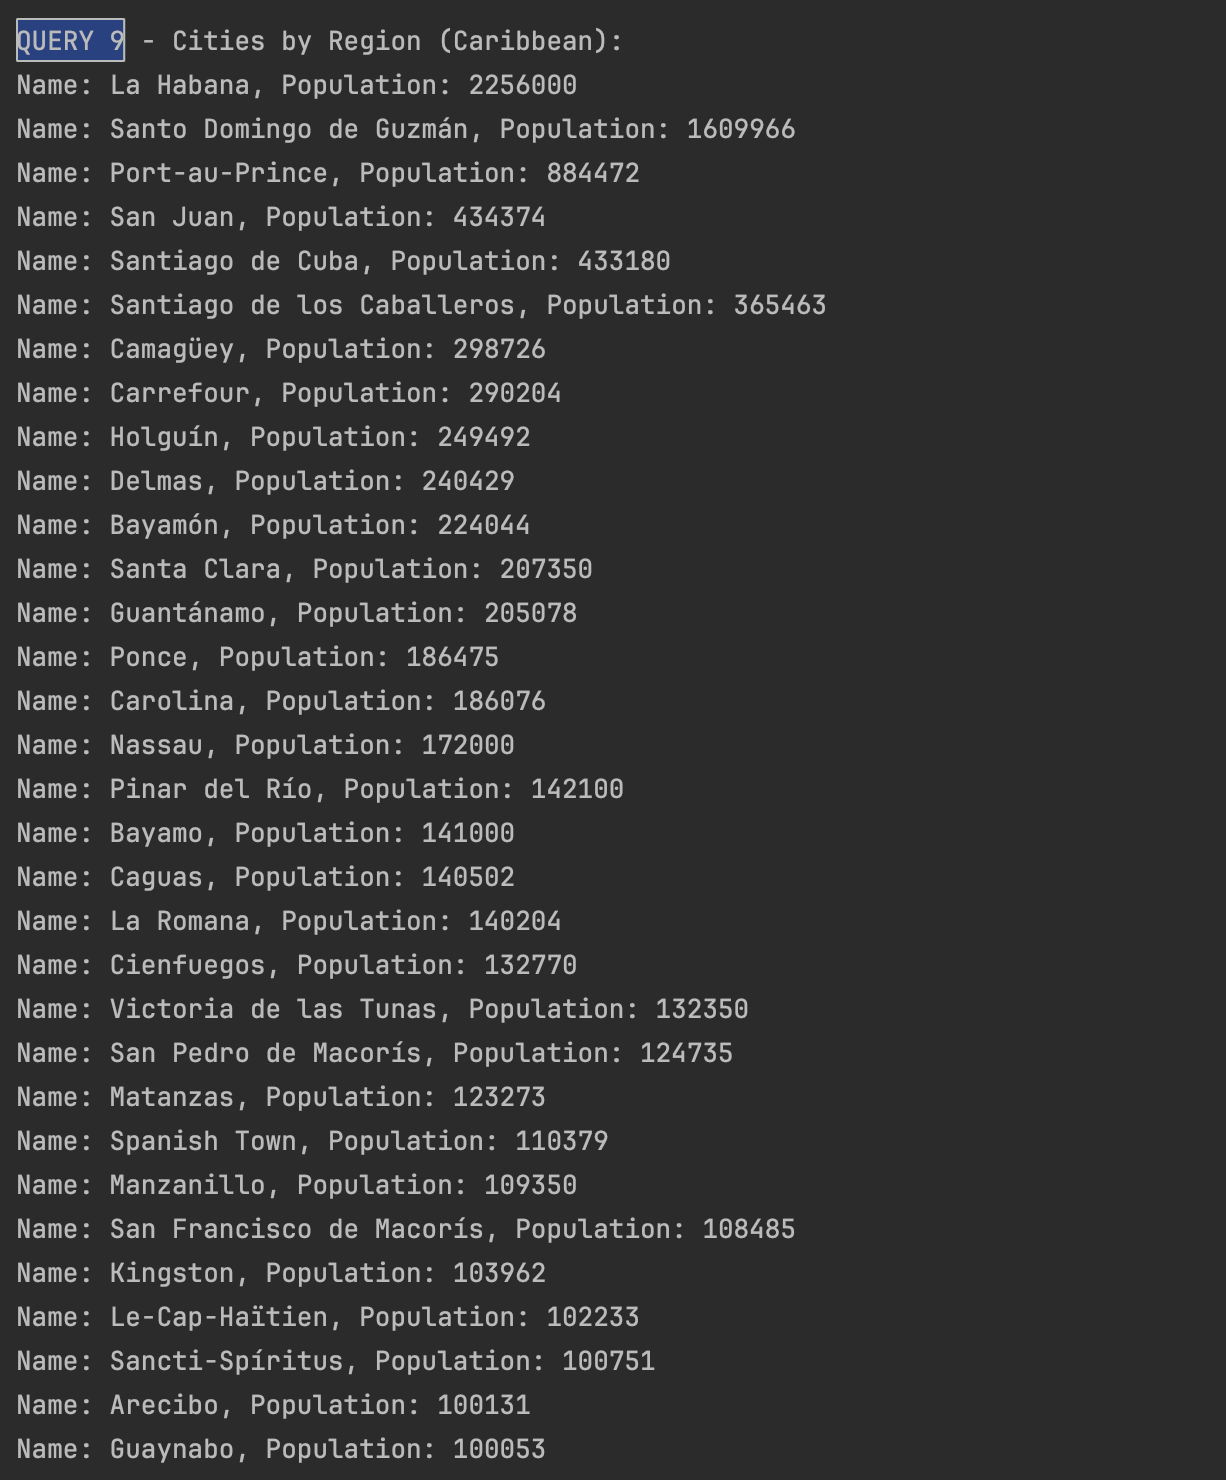 QUERY 9 - Cities by Region (Caribbean):
Name: La Habana, Population: 2256000
Name: Santo Domingo de Guzmán, Population: 1609966
Name: Port-au-Prince, Population: 884472
Name: San Juan, Population: 434374
Name: Santiago de Cuba, Population: 433180
Name: Santiago de los Caballeros, Population: 365463
Name: Camagüey, Population: 298726
Name: Carrefour, Population: 290204
Name: Holguín, Population: 249492
Name: Delmas, Population: 240429
Name: Bayamón, Population: 224044
Name: Santa Clara, Population: 207350
Name: Guantánamo, Population: 205078
Name: Ponce, Population: 186475
Name: Carolina, Population: 186076
Name: Nassau, Population: 172000
Name: Pinar del Río, Population: 142100
Name: Bayamo, Population: 141000
Name: Caguas, Population: 140502
Name: La Romana, Population: 140204
Name: Cienfuegos, Population: 132770
Name: Victoria de las Tunas, Population: 132350
Name: San Pedro de Macorís, Population: 124735
Name: Matanzas, Population: 123273
Name: Spanish Town, Population: 110379
Name: Manzanillo, Population: 109350
Name: San Francisco de Macorís, Population: 108485
Name: Kingston, Population: 103962
Name: Le-Cap-Haïtien, Population: 102233
Name: Sancti-Spíritus, Population: 100751
Name: Arecibo, Population: 100131
Name: Guaynabo, Population: 100053